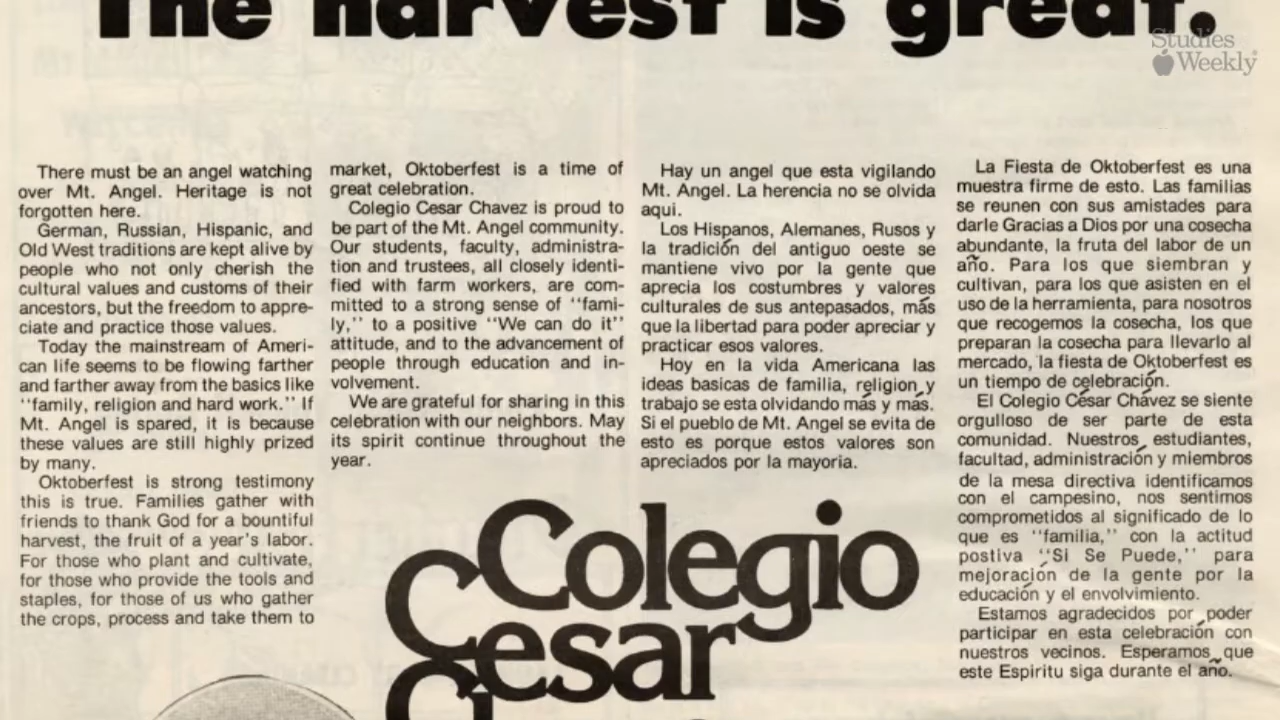 The harvest is great.
Studies
Weekly
There must be an angel watching
over Mt. Angel. Heritage is not
forgotten here.
German, Russian, Hispanic, and
Old West traditions are kept alive by
people who not only cherish the
cultural values and customs of their
ancestors, but the freedom to appre-
ciate and practice those values.
Today the mainstream of Ameri-
can life seems to be flowing farther
and farther away from the basics like
"family, religion and hard work." If
Mt. Angel is spared, it is because
these values are still highly prized
by many.
Oktoberfest is strong testimony
this is true. Families gather with
friends to thank God for a bountiful
harvest, the fruit of a year's labor.
For those who plant and cultivate,
for those who provide the tools and
staples, for those of us who gather
the crops, process and take them to
market, Oktoberfest is a time of
great celebration.
Colegio Cesar Chavez is proud to
be part of the Mt. Angel community.
Our students, faculty, administra-
tion and trustees, all closely identi-
fied with farm workers, are com-
mitted to a strong sense of "fami-
ly," to a positive "We can do it"
attitude, and to the advancement of
people through education and in-
volvement.
We are grateful for sharing in this
celebration with our neighbors. May
its spirit continue throughout the
year.
Hay un angel que esta vigilando
Mt. Angel. La herencia no se olvida
aqui.
Los Hispanos, Alemanes, Rusos y
la tradición del antiguo oeste se
mantiene vivo por la gente que
aprecia los costumbres y valores
culturales de sus antepasados, más
que la libertad para poder apreciar y
practicar esos valores.
Hoy en la vida Americana las
ideas basicas de familia, religion y
trabajo se esta olvidando más y más.
Si el pueblo de Mt. Angel se evita de
esto es porque estos valores son
apreciados por la mayoria.
La Fiesta de Oktoberfest es una
muestra firme de esto. Las familias
se reunen con sus amistades para
darle Gracias a Dios por una cosecha
abundante, la fruta del labor de un
año. Para los que siembran y
cultivan, para los que asisten en el
uso de la herramienta, para nosotros
que recogemos la cosecha, los que
preparan la cosecha para llevarlo al
mercado, la fiesta de Oktoberfest es
un tiempo de celebración.
El Colegio César Chávez se siente
orgulloso de ser parte de esta
comunidad. Nuestros estudiantes,
facultad, administración y miembros
de la mesa directiva identificamos
con el campesino, nos sentimos
comprometidos al significado de lo
que es "familia," con la actitud
postiva "Si Se Puede," para
mejoración de la gente por la
educación y el envolvimiento.
Estamos agradecidos por poder
participar en esta celebración con
nuestros vecinos. Esperamos que
este Espiritu siga durante el año.
Colegio
Cesar